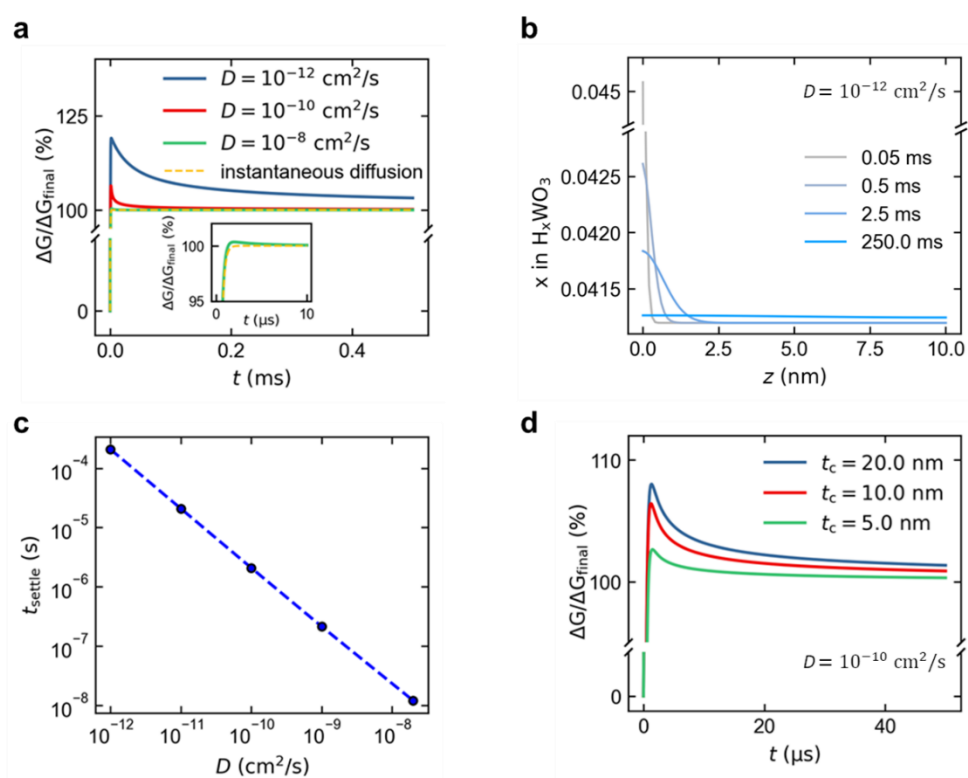 a
D = 10⁻¹² cm²/s
D = 10⁻¹⁰ cm²/s
D = 10⁻⁸ cm²/s
instantaneous diffusion
ΔG/ΔG_final (%)
125
100
0
0.0 0.2 0.4
t (ms)
ΔG/ΔG_final (%)
100
95
0 10
t (μs)
b
D = 10⁻¹² cm²/s
0.05 ms
0.5 ms
2.5 ms
250.0 ms
x in HₓWO₃
0.045
0.0425
0.0420
0.0415
0.0 2.5 5.0 7.5 10.0
z (nm)
c
t_settle (s)
10⁻⁴
10⁻⁵
10⁻⁶
10⁻⁷
10⁻⁸
10⁻¹² 10⁻¹¹ 10⁻¹⁰ 10⁻⁹ 10⁻⁸
D (cm²/s)
d
t_c = 20.0 nm
t_c = 10.0 nm
t_c = 5.0 nm
D = 10⁻¹⁰ cm²/s
ΔG/ΔG_final (%)
110
100
0
0 20 40
t (μs)